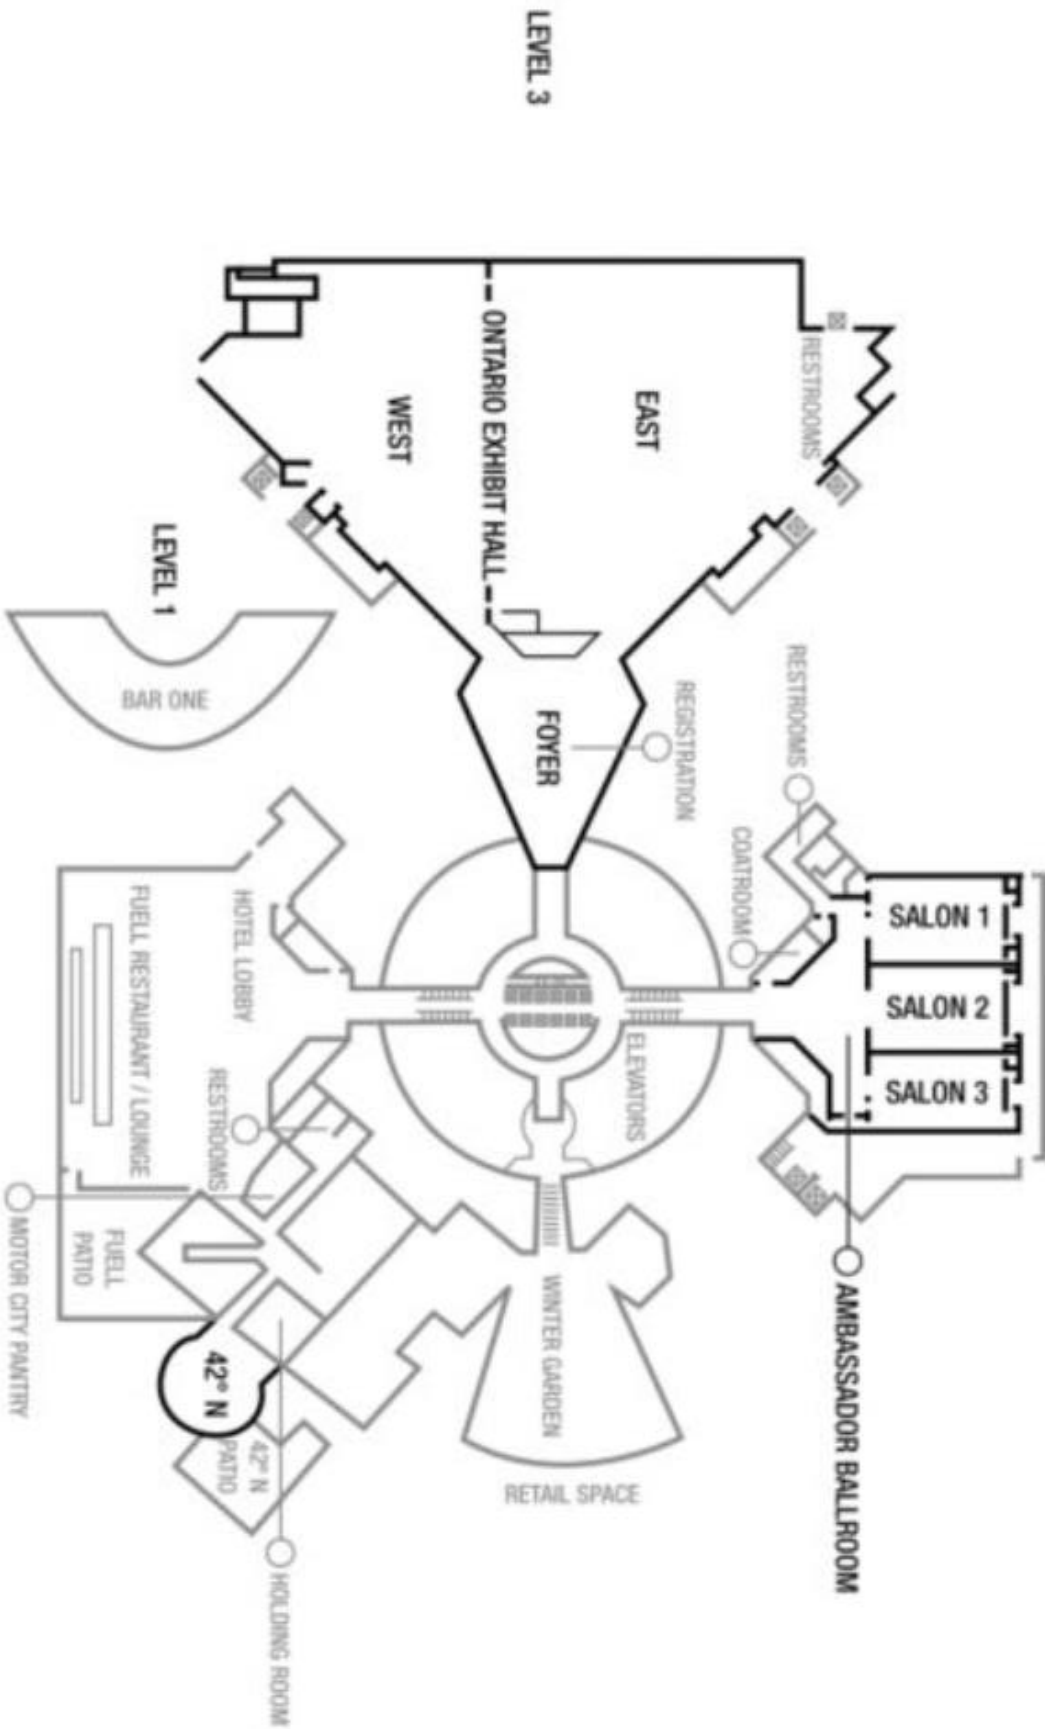 LEVEL 3
ONTARIO EXHIBIT HALL
WEST
EAST
RESTROOMS
LEVEL 1
BAR ONE
FOYER
REGISTRATION
RESTROOMS
COATROOM
SALON 1
SALON 2
SALON 3
AMBASSADOR BALLROOM
HOTEL LOBBY
ELEVATORS
FUELL RESTAURANT / LOUNGE
RESTROOMS
FUELL
PATIO
MOTOR CITY PANTRY
WINTER GARDEN
RETAIL SPACE
42° N
42° N
PATIO
HOLDING ROOM